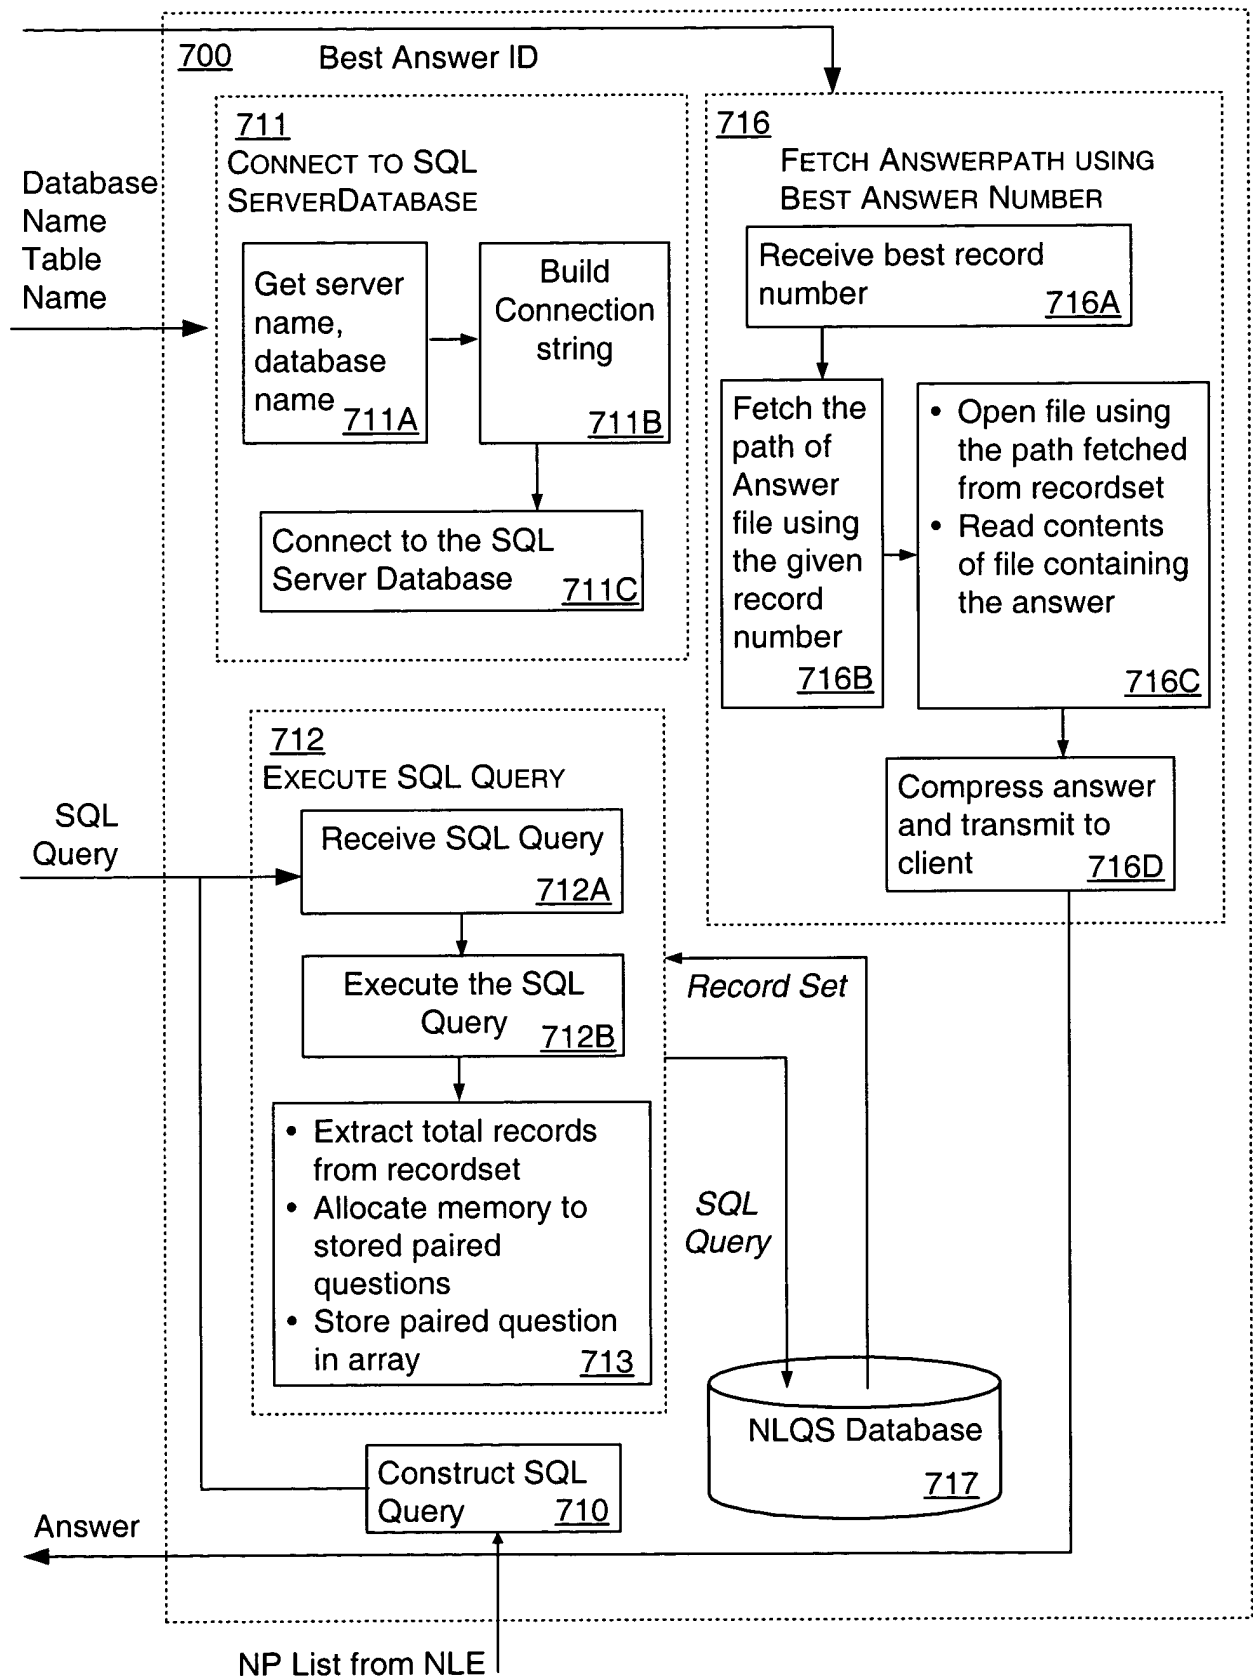 700 Best Answer ID
711
CONNECT TO SQL
SERVERDATABASE
Database
Name
Table
Name
Get server
name,
database
name
711A
Build
Connection
string
711B
Connect to the SQL
Server Database
711C
716
FETCH ANSWERPATH USING
BEST ANSWER NUMBER
Receive best record
number
716A
Fetch the
path of
Answer
file using
the given
record
number
716B
• Open file using
the path fetched
from recordset
• Read contents
of file containing
the answer
716C
Compress answer
and transmit to
client
716D
712
EXECUTE SQL QUERY
SQL
Query
Receive SQL Query
712A
Execute the SQL
Query
712B
• Extract total records
from recordset
• Allocate memory to
stored paired
questions
• Store paired question
in array
713
Record Set
SQL
Query
NLQS Database
717
Construct SQL
Query
710
Answer
NP List from NLE